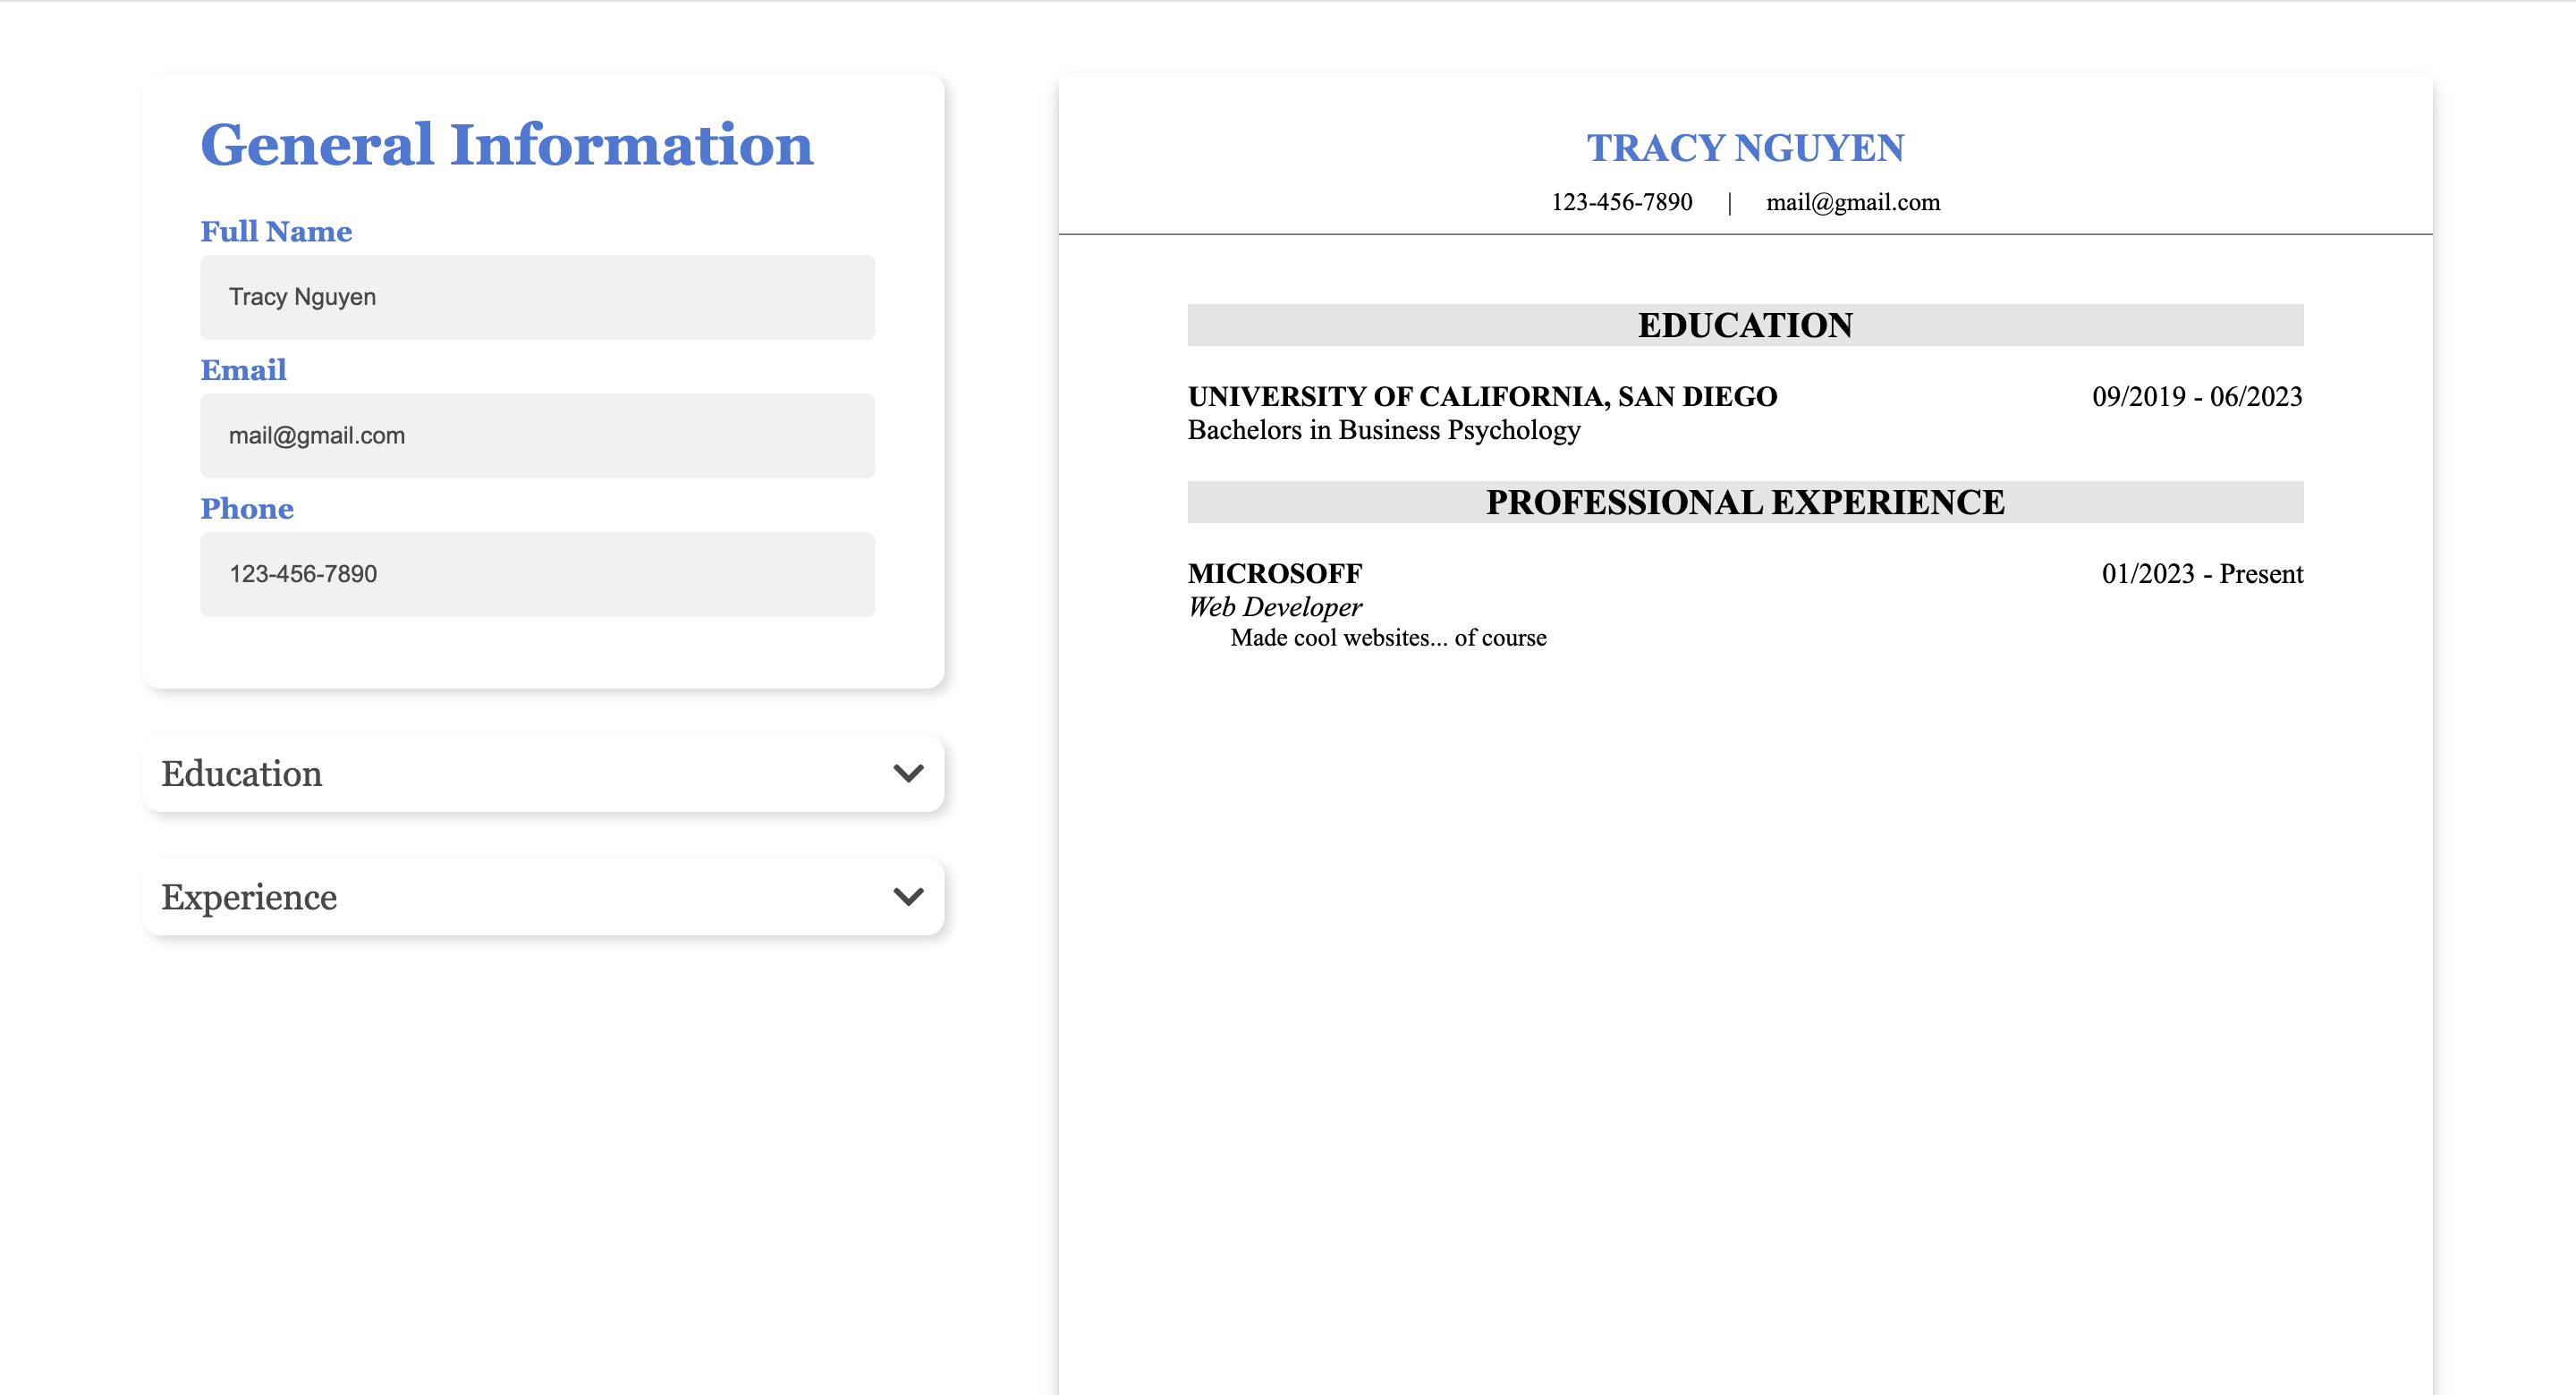 General Information
Full Name
Tracy Nguyen
Email
mail@gmail.com
Phone
123-456-7890
Education
Experience
TRACY NGUYEN
123-456-7890 | mail@gmail.com
EDUCATION
UNIVERSITY OF CALIFORNIA, SAN DIEGO 09/2019 - 06/2023
Bachelors in Business Psychology
PROFESSIONAL EXPERIENCE
MICROSOFF 01/2023 - Present
Web Developer
Made cool websites... of course